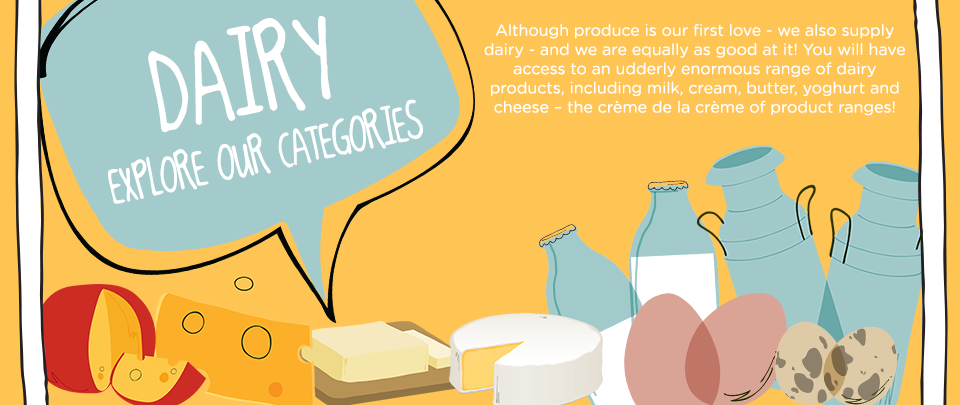 DAIRY
EXPLORE OUR CATEGORIES
Although produce is our first love - we also supply
dairy - and we are equally as good at it! You will have
access to an udderly enormous range of dairy
products, including milk, cream, butter, yoghurt and
cheese – the crème de la crème of product ranges!